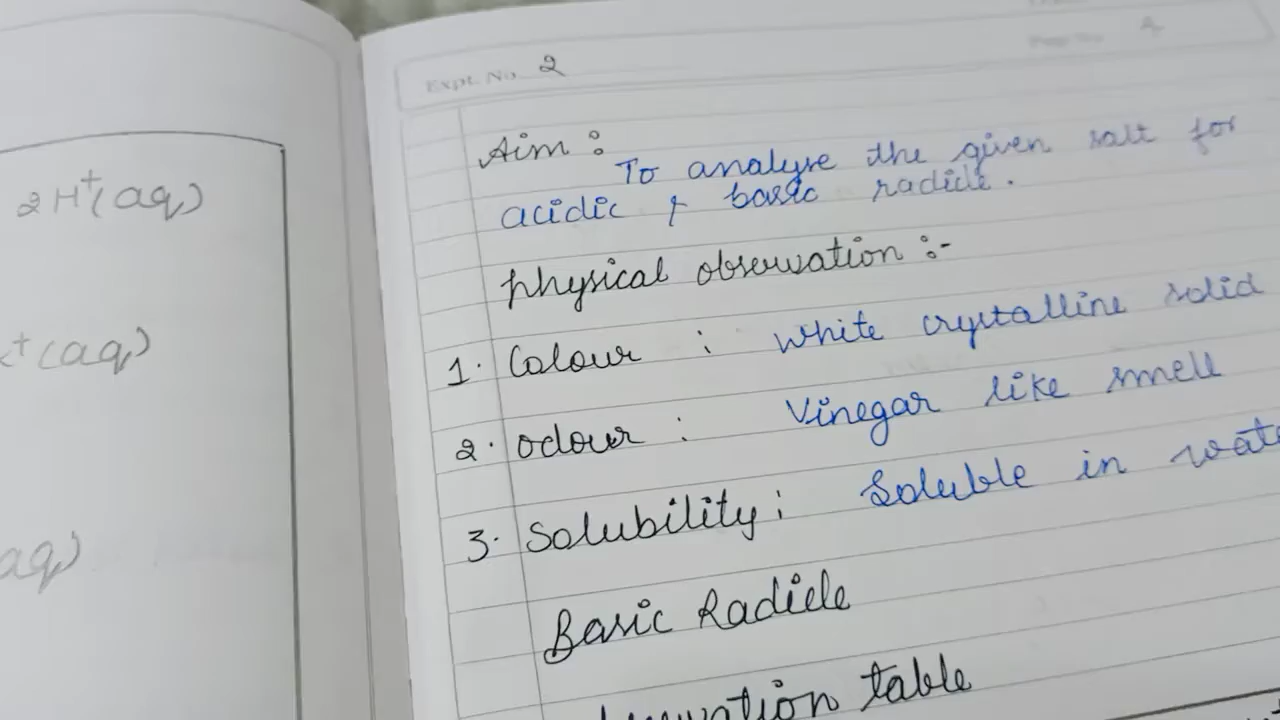 2H⁺(aq)
⁺(aq)
aq)
Expt. No. 2
Aim :
To analyse the given salt for
acidic & basic radicle.
Physical observation :-
1. Colour : White crystalline solid
2. Odour : Vinegar like smell
3. Solubility : Soluble in wate
Basic Radicle
table